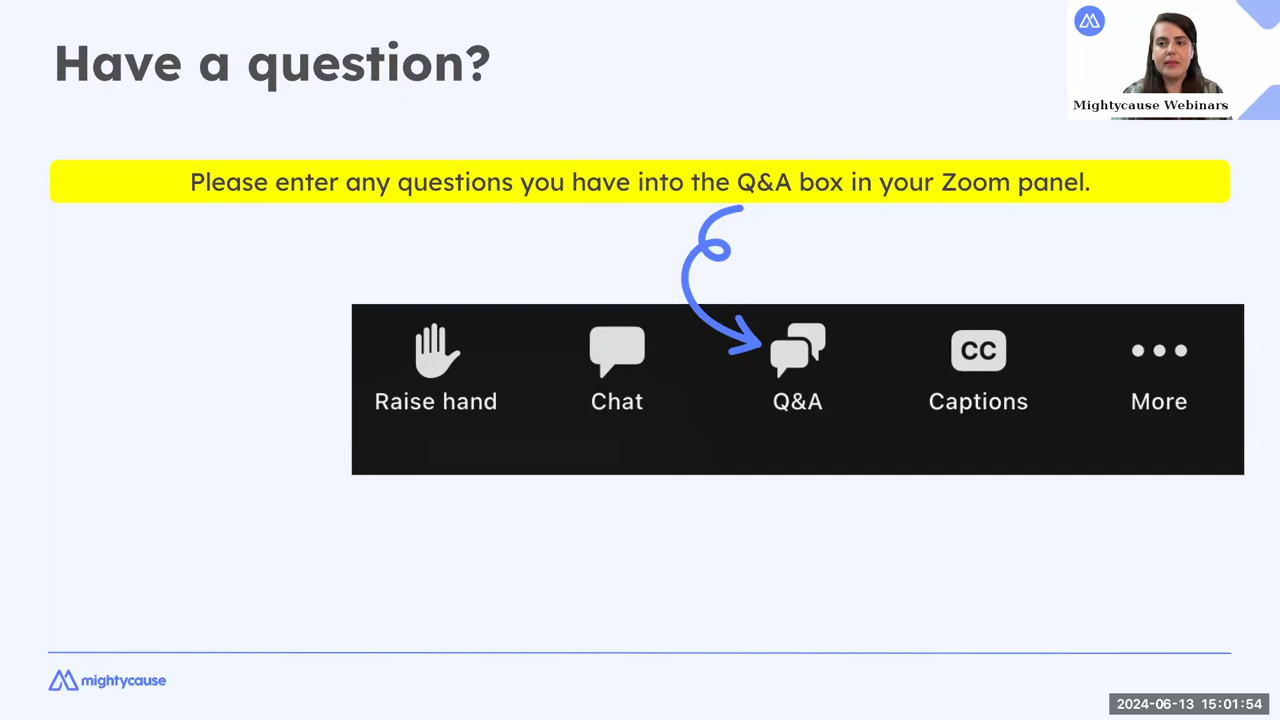 Have a question?
Mightycause Webinars
Please enter any questions you have into the Q&A box in your Zoom panel.
Raise hand
Chat
Q&A
CC
Captions
More
mightycause
2024-06-13 15:01:54